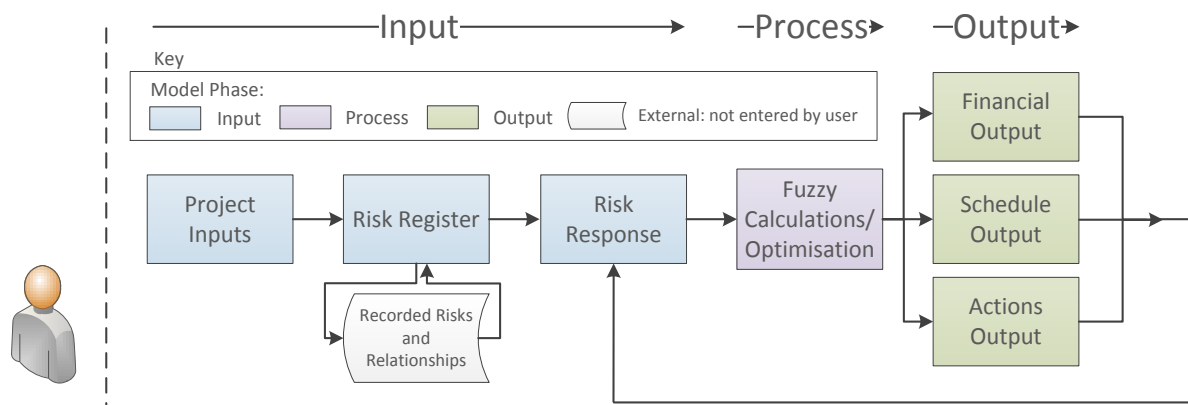 Input
Process
Output
Key
Model Phase:
Input
Process
Output
External: not entered by user
Project
Inputs
Risk Register
Risk
Response
Fuzzy
Calculations/
Optimisation
Financial
Output
Schedule
Output
Actions
Output
Recorded Risks
and
Relationships